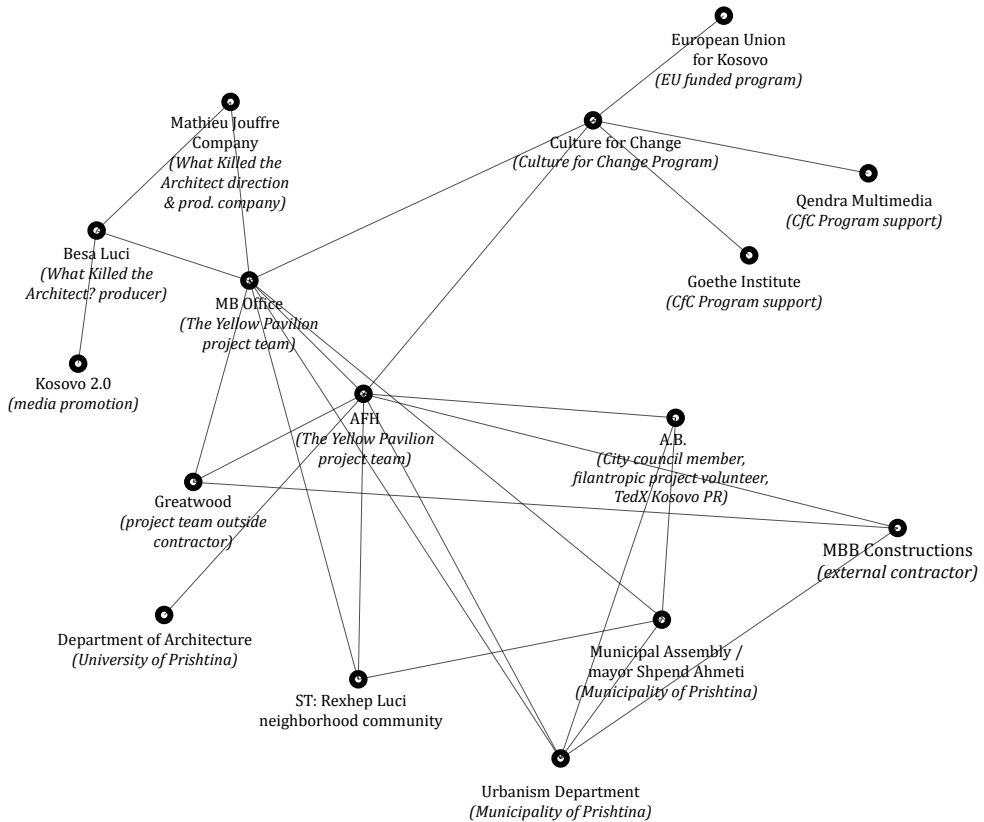 European Union
for Kosovo
(EU funded program)
Mathieu Jouffre
Company
(What Killed the
Architect direction
& prod. company)
Culture for Change
(Culture for Change Program)
Qendra Multimedia
(CfC Program support)
Besa Luci
(What Killed the
Architect? producer)
Goethe Institute
(CfC Program support)
MB Office
(The Yellow Pavilion
project team)
Kosovo 2.0
(media promotion)
AFH
(The Yellow Pavilion
project team)
A.B.
(City council member,
filantropic project volunteer,
TedX Kosovo PR)
Greatwood
(project team outside
contractor)
MBB Constructions
(external contractor)
Department of Architecture
(University of Prishtina)
Municipal Assembly /
mayor Shpend Ahmeti
(Municipality of Prishtina)
ST: Rexhep Luci
neighborhood community
Urbanism Department
(Municipality of Prishtina)